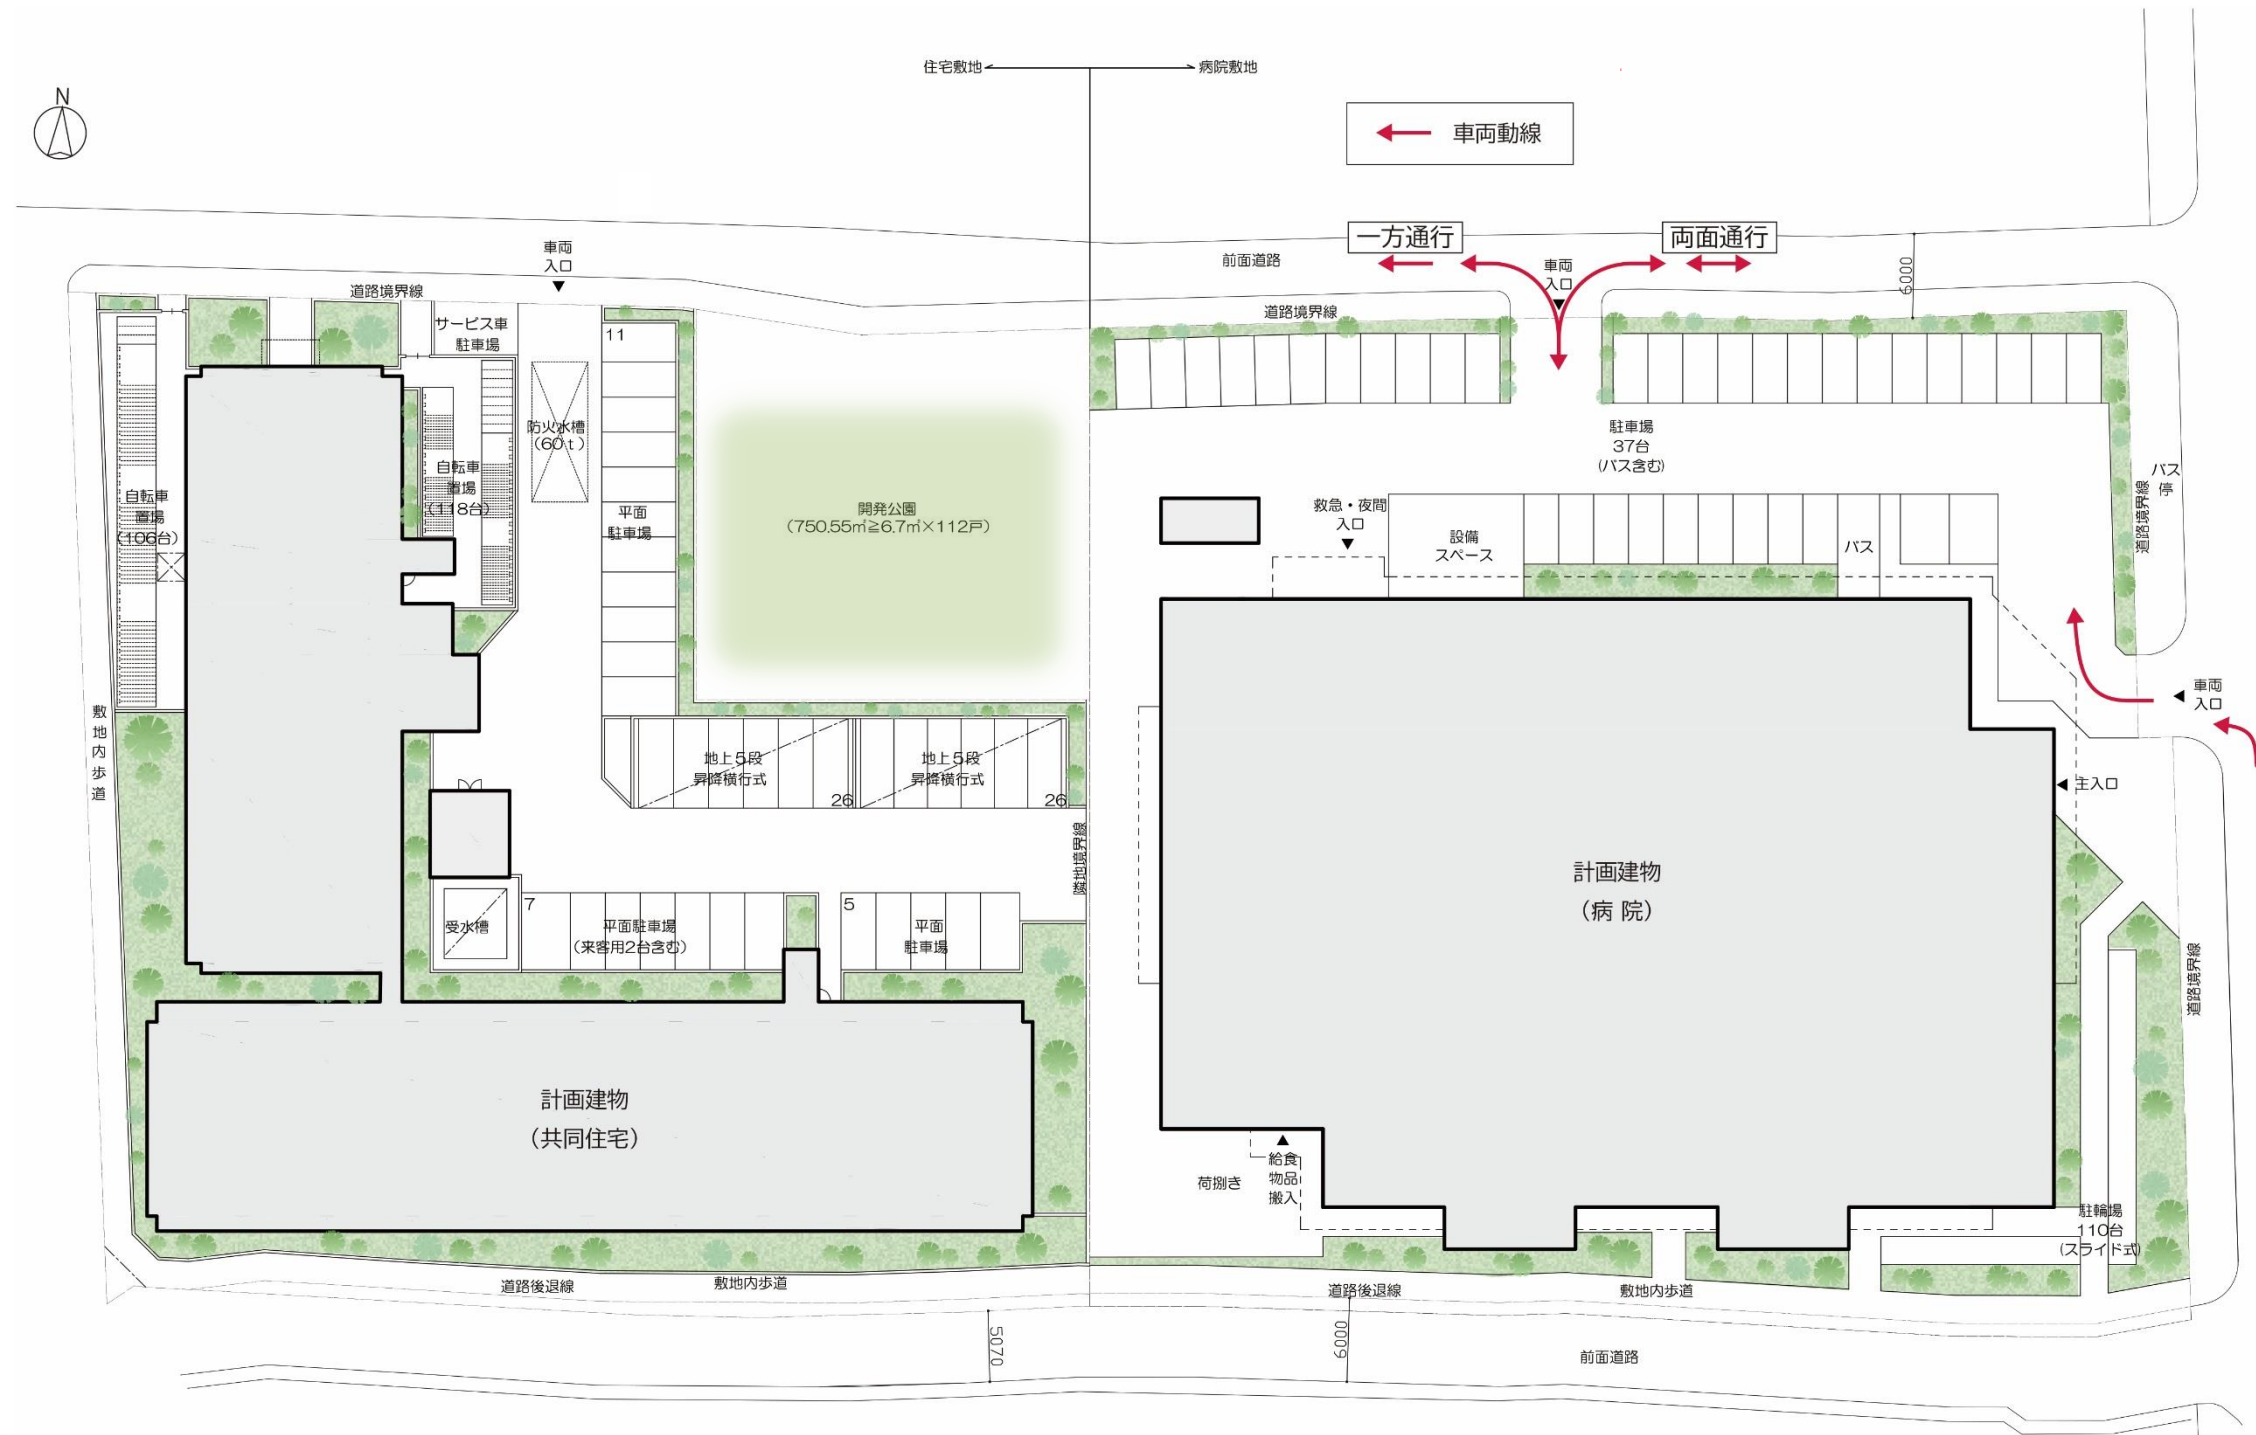 住宅敷地
病院敷地
N
車両動線
一方通行
両面通行
車両
入口
前面道路
車両
入口
6000
道路境界線
道路境界線
サービス車
駐車場
11
防火水槽
(60t)
自転車
置場
(118台)
自転車
置場
(106台)
平面
駐車場
開発公園
(750.55㎡≧6.7㎡×112戸)
駐車場
37台
(バス含む)
救急・夜間
入口
設備
スペース
バス
バス
停
道路境界線
車両
入口
敷地内歩道
地上5段
昇降横行式
26
地上5段
昇降横行式
26
隣地境界線
主入口
計画建物
(病 院)
受水槽
7
平面駐車場
(来客用2台含む)
5
平面
駐車場
道路境界線
計画建物
(共同住宅)
給食
物品
搬入
荷捌き
駐輪場
110台
(スライド式)
道路後退線
敷地内歩道
道路後退線
敷地内歩道
5070
6000
前面道路